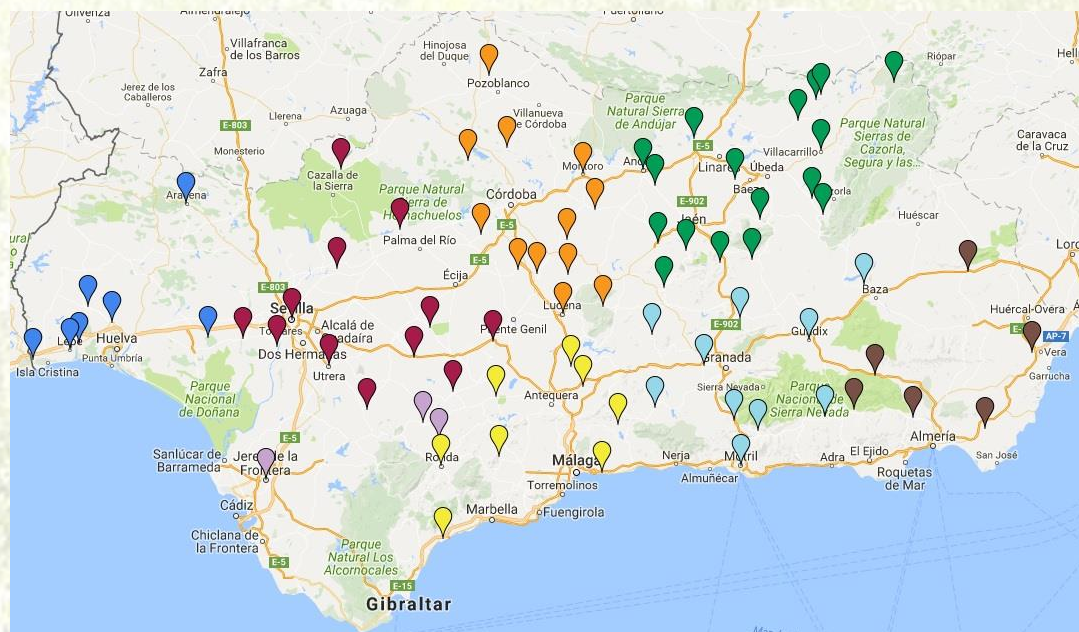 Olivenza
Almendralejo
Puertollano
Villafranca
de los Barros
Hinojosa
del Duque
Riópar
Zafra
Pozoblanco
Jerez de los
Caballeros
Azuaga
Llerena
Villanueva
de Córdoba
Parque
Natural Sierra
de Andújar
Parque Natural
Sierras de
Cazorla,
Segura y las...
Caravaca
de la Cruz
E-803
E-5
Monesterio
Villacarrillo
Linares
Úbeda
Cazalla de
la Sierra
Montoro
Aracena
Parque Natural
Sierra de
Hornachuelos
Córdoba
E-902
Jaén
Huéscar
Palma del Río
E-5
E-5
Écija
Baza
E-803
Sevilla
Lucena
Huércal-Overa
Puente Genil
Alcalá de
Guadaíra
Tomares
E-902
Guadix
AP-7
Lepe
Huelva
Punta Umbría
Dos Hermanas
Granada
Vera
Isla Cristina
Utrera
Garrucha
Parque
Nacional
de Doñana
Antequera
Sierra Nevada
Parque
Nacional de
Sierra Nevada
E-5
Almería
Sanlúcar de
Barrameda
Jerez de la
Frontera
Ronda
Málaga
Nerja
Motril
Adra
El Ejido
San José
Almuñécar
Roquetas
de Mar
Torremolinos
Cádiz
Marbella
Fuengirola
Chiclana de
la Frontera
Parque
Natural Los
Alcornocales
E-5
E-15
Gibraltar